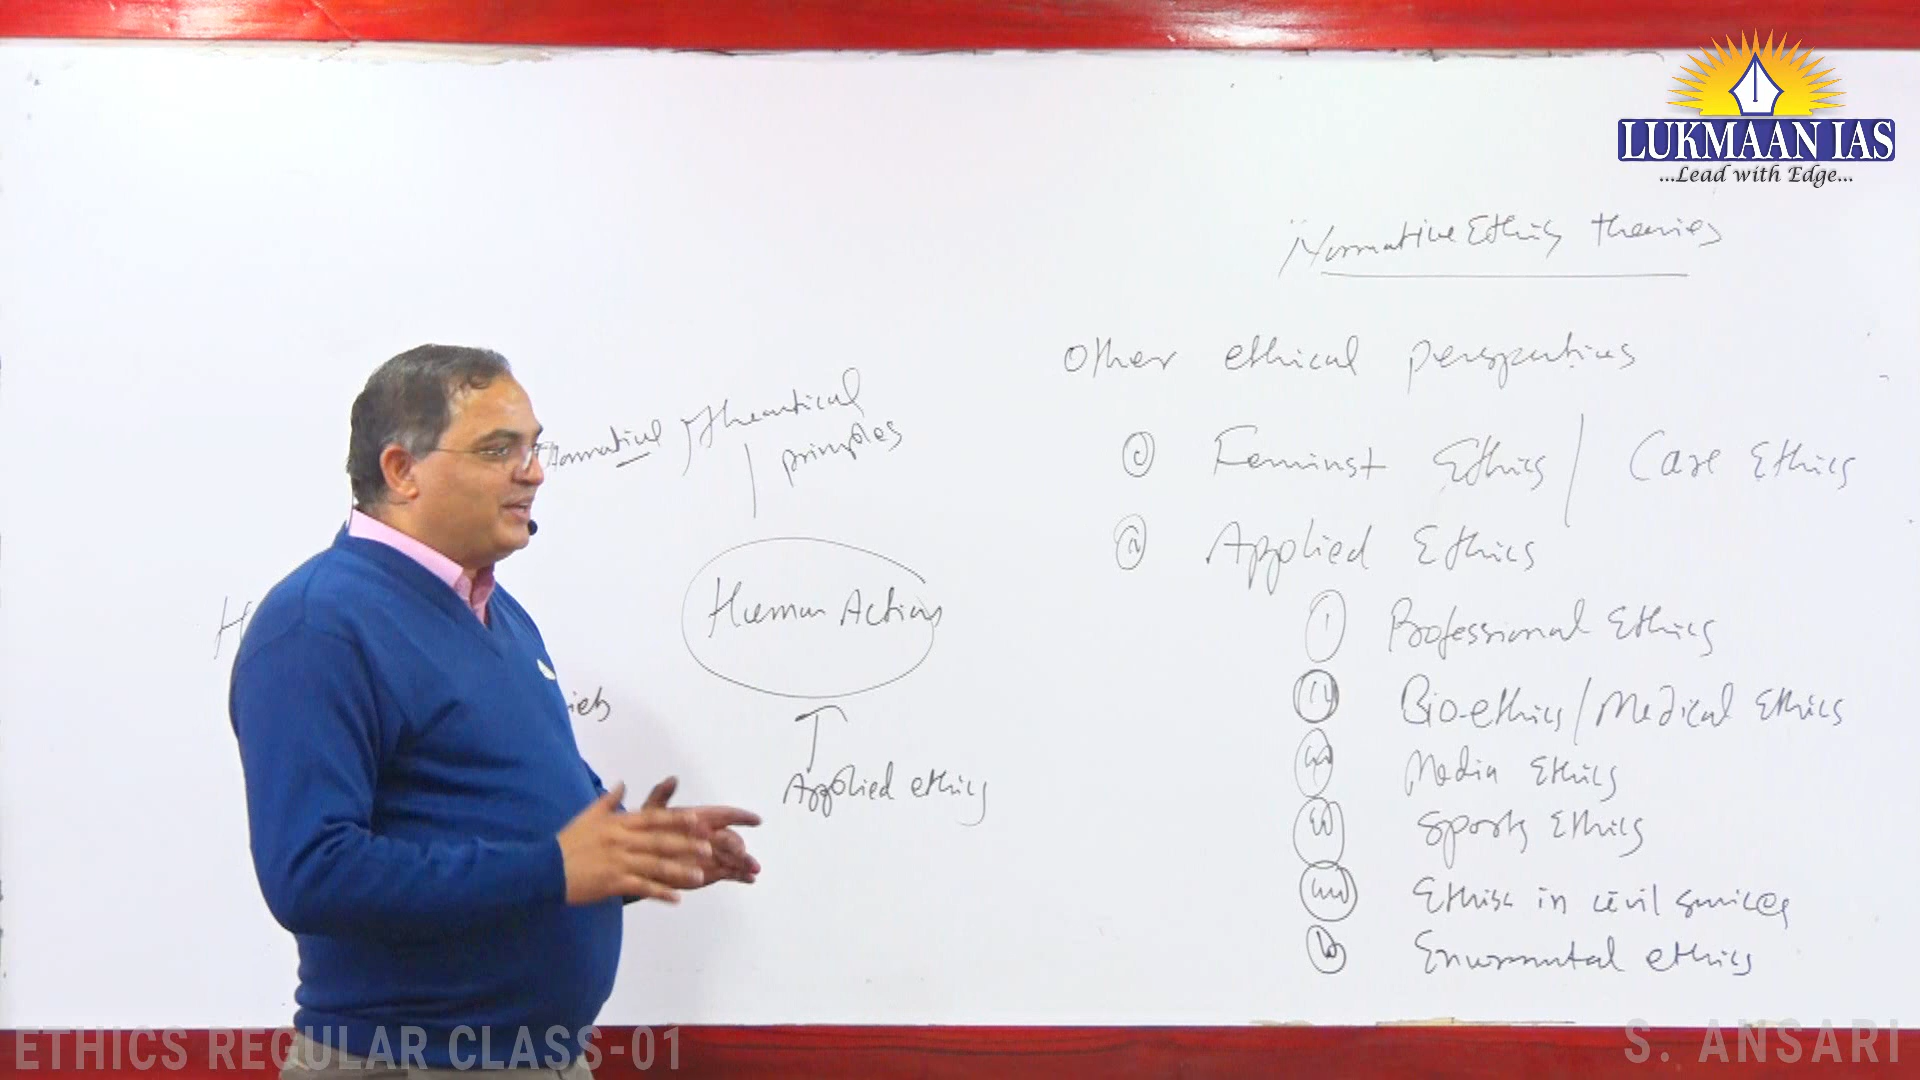 LUKMAAN IAS
...Lead with Edge...
Normative Ethics theories
Other ethical perspectives
Feminist Ethics / Care Ethics
Applied Ethics
Professional Ethics
Bio-ethics / Medical Ethics
Media Ethics
Sports Ethics
Ethics in civil services
Environmental ethics
principles
Human Actions
Applied ethics
ETHICS REGULAR CLASS-01
S. ANSARI